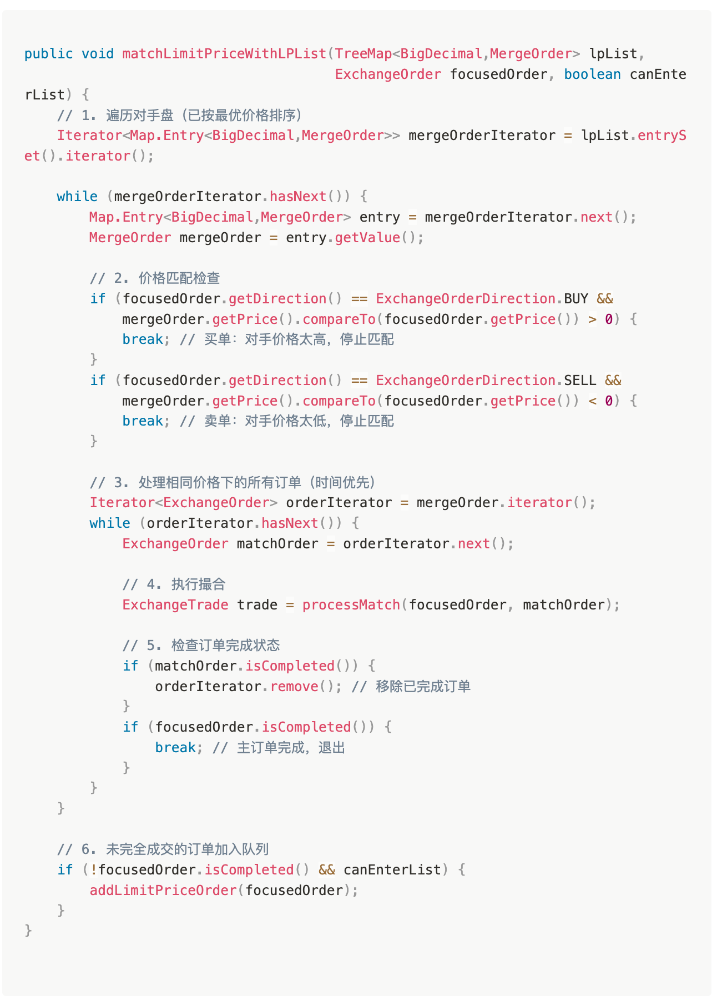 public void matchLimitPriceWithLPList(TreeMap<BigDecimal,MergeOrder> lpList,
                                      ExchangeOrder focusedOrder, boolean canEnte
rList) {
    // 1. 遍历对手盘（已按最优价格排序）
    Iterator<Map.Entry<BigDecimal,MergeOrder>> mergeOrderIterator = lpList.entryS
et().iterator();

    while (mergeOrderIterator.hasNext()) {
        Map.Entry<BigDecimal,MergeOrder> entry = mergeOrderIterator.next();
        MergeOrder mergeOrder = entry.getValue();

        // 2. 价格匹配检查
        if (focusedOrder.getDirection() == ExchangeOrderDirection.BUY &&
            mergeOrder.getPrice().compareTo(focusedOrder.getPrice()) > 0) {
            break; // 买单：对手价格太高，停止匹配
        }
        if (focusedOrder.getDirection() == ExchangeOrderDirection.SELL &&
            mergeOrder.getPrice().compareTo(focusedOrder.getPrice()) < 0) {
            break; // 卖单：对手价格太低，停止匹配
        }

        // 3. 处理相同价格下的所有订单（时间优先）
        Iterator<ExchangeOrder> orderIterator = mergeOrder.iterator();
        while (orderIterator.hasNext()) {
            ExchangeOrder matchOrder = orderIterator.next();

            // 4. 执行撮合
            ExchangeTrade trade = processMatch(focusedOrder, matchOrder);

            // 5. 检查订单完成状态
            if (matchOrder.isCompleted()) {
                orderIterator.remove(); // 移除已完成订单
            }
            if (focusedOrder.isCompleted()) {
                break; // 主订单完成，退出
            }
        }
    }

    // 6. 未完全成交的订单加入队列
    if (!focusedOrder.isCompleted() && canEnterList) {
        addLimitPriceOrder(focusedOrder);
    }
}